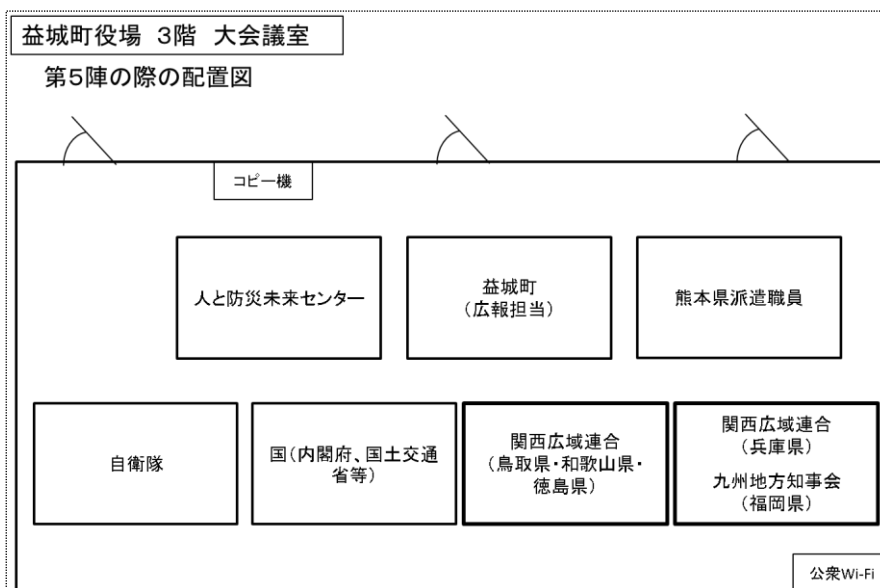 益城町役場 3階 大会議室
第5陣の際の配置図
コピー機
人と防災未来センター
益城町
(広報担当)
熊本県派遣職員
自衛隊
国(内閣府、国土交通
省等)
関西広域連合
(鳥取県・和歌山県・
徳島県)
関西広域連合
(兵庫県)
九州地方知事会
(福岡県)
公衆Wi-Fi